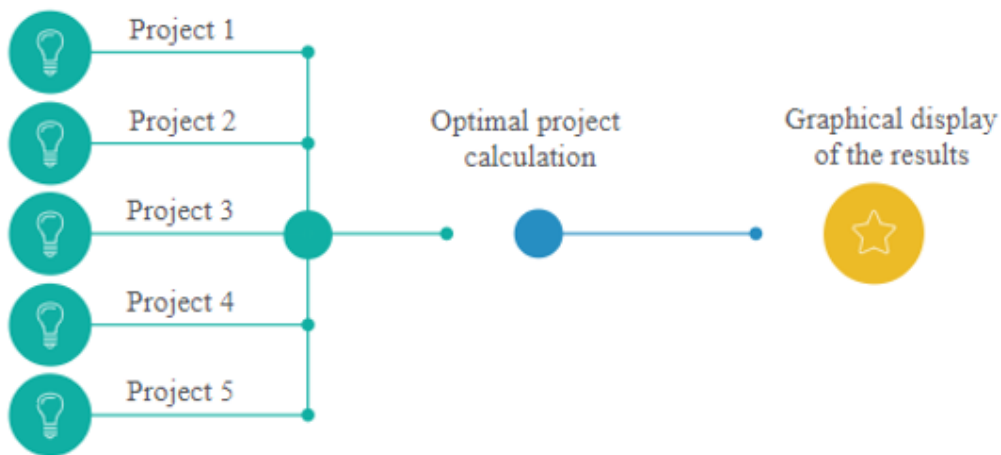 Project 1
Project 2
Project 3
Project 4
Project 5
Optimal project
calculation
Graphical display
of the results